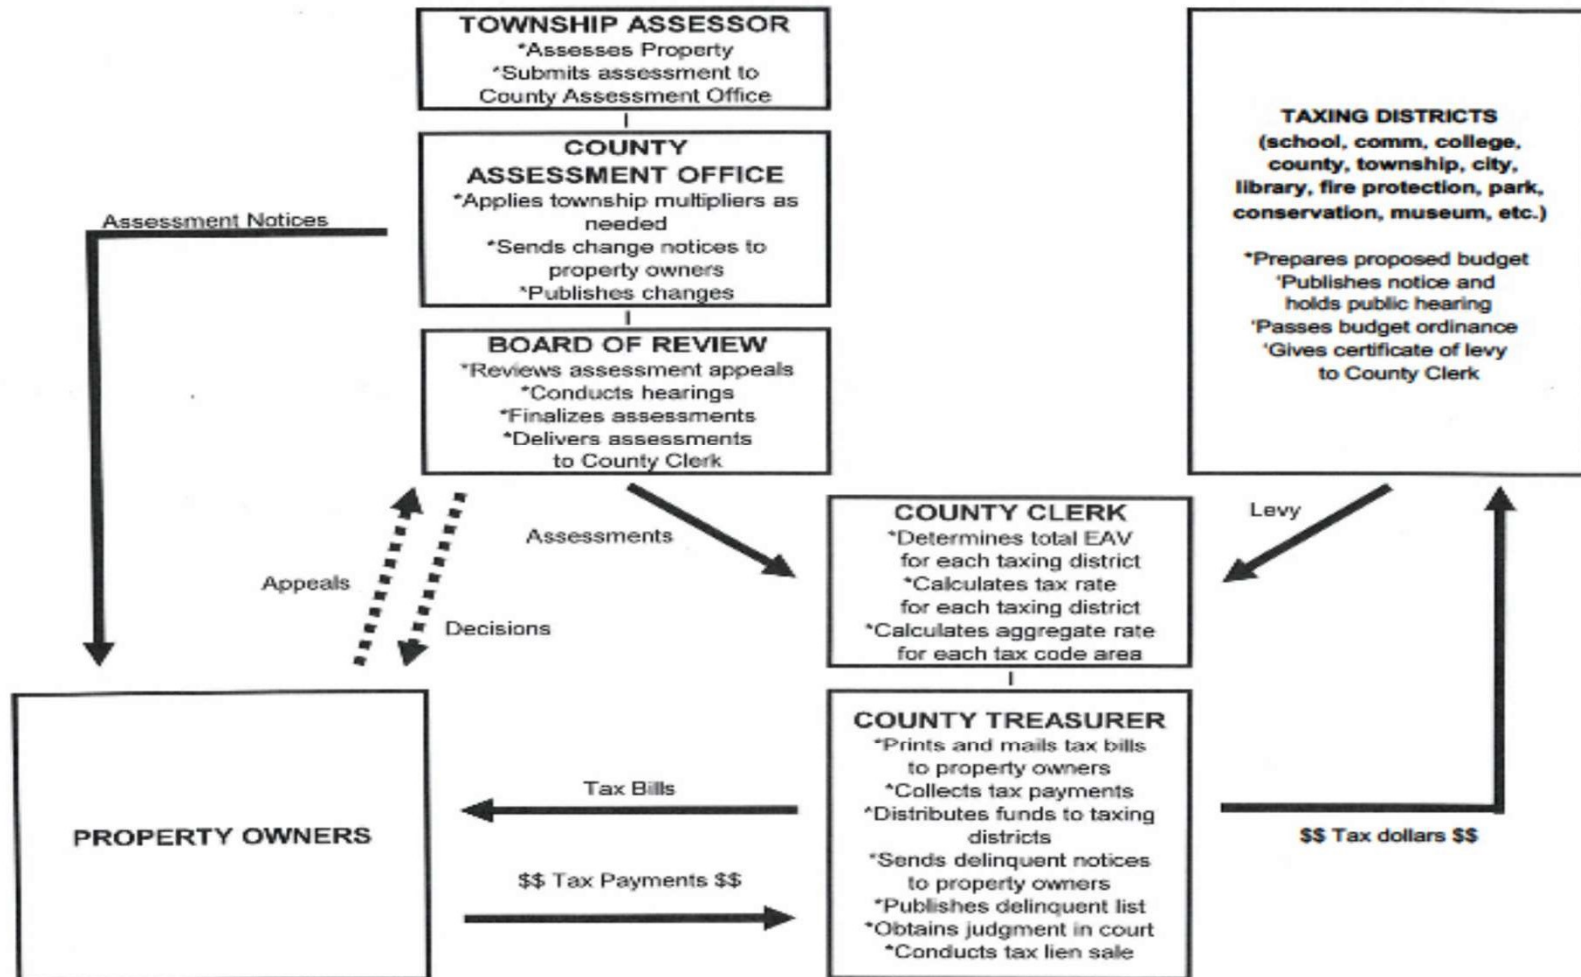 TOWNSHIP ASSESSOR
*Assesses Property
*Submits assessment to
County Assessment Office
COUNTY
ASSESSMENT OFFICE
*Applies township multipliers as
needed
*Sends change notices to
property owners
*Publishes changes
BOARD OF REVIEW
*Reviews assessment appeals
*Conducts hearings
*Finalizes assessments
*Delivers assessments
to County Clerk
TAXING DISTRICTS
(school, comm, college,
county, township, city,
library, fire protection, park,
conservation, museum, etc.)
*Prepares proposed budget
'Publishes notice and
holds public hearing
'Passes budget ordinance
'Gives certificate of levy
to County Clerk
Assessment Notices
Appeals
Decisions
Assessments
Levy
COUNTY CLERK
*Determines total EAV
for each taxing district
*Calculates tax rate
for each taxing district
*Calculates aggregate rate
for each tax code area
COUNTY TREASURER
*Prints and mails tax bills
to property owners
*Collects tax payments
*Distributes funds to taxing
districts
*Sends delinquent notices
to property owners
*Publishes delinquent list
*Obtains judgment in court
*Conducts tax lien sale
PROPERTY OWNERS
Tax Bills
$$ Tax Payments $$
$$ Tax dollars $$